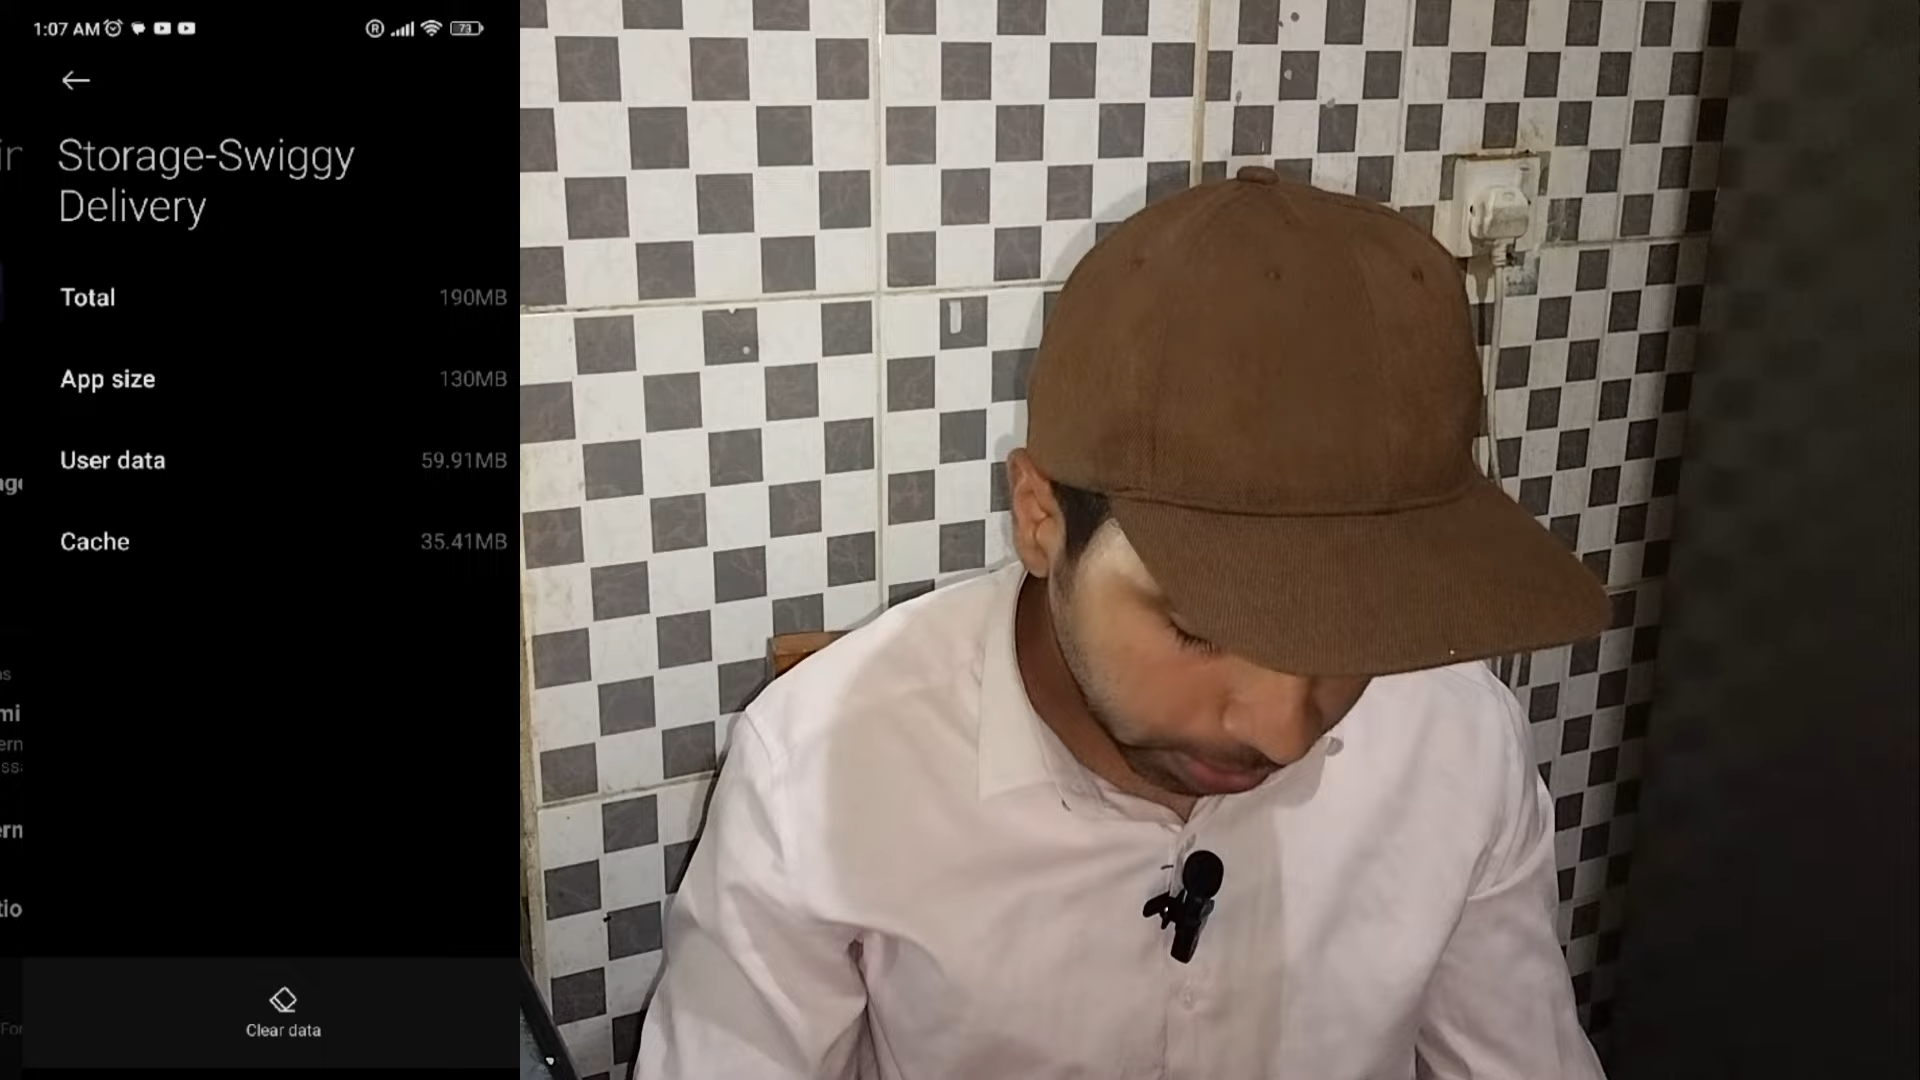 1:07 AM
73
Storage-Swiggy
Delivery
Total 190MB
App size 130MB
User data 59.91MB
Cache 35.41MB
Clear data